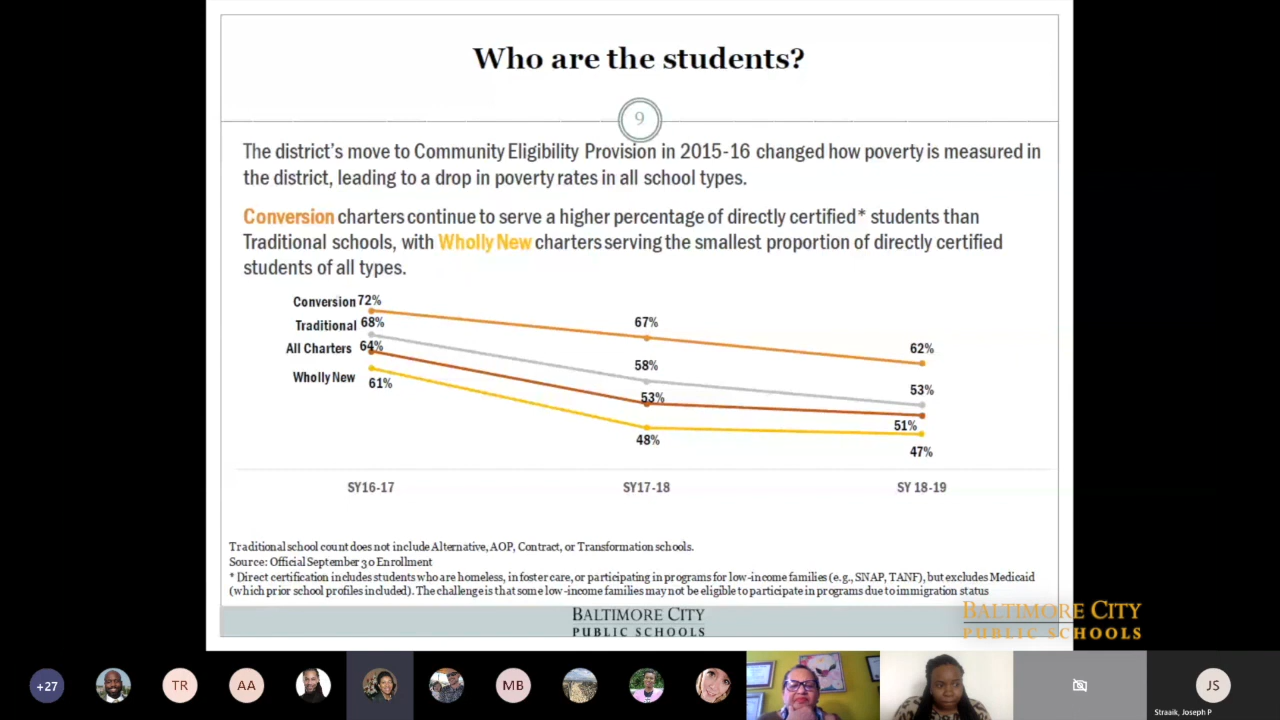 Who are the students?
9
The district's move to Community Eligibility Provision in 2015-16 changed how poverty is measured in
the district, leading to a drop in poverty rates in all school types.
Conversion charters continue to serve a higher percentage of directly certified* students than
Traditional schools, with Wholly New charters serving the smallest proportion of directly certified
students of all types.
Conversion 72%
Traditional 68%
All Charters 64%
Wholly New 61%
67%
58%
53%
48%
62%
53%
51%
47%
SY16-17 SY17-18 SY 18-19
Traditional school count does not include Alternative, AOP, Contract, or Transformation schools.
Source: Official September 30 Enrollment
* Direct certification includes students who are homeless, in foster care, or participating in programs for low-income families (e.g., SNAP, TANF), but excludes Medicaid
(which prior school profiles included). The challenge is that some low-income families may not be eligible to participate in programs due to immigration status
BALTIMORE CITY
PUBLIC SCHOOLS
BALTIMORE CITY
PUBLIC SCHOOLS
+27 TR AA MB JS
Straaik, Joseph P